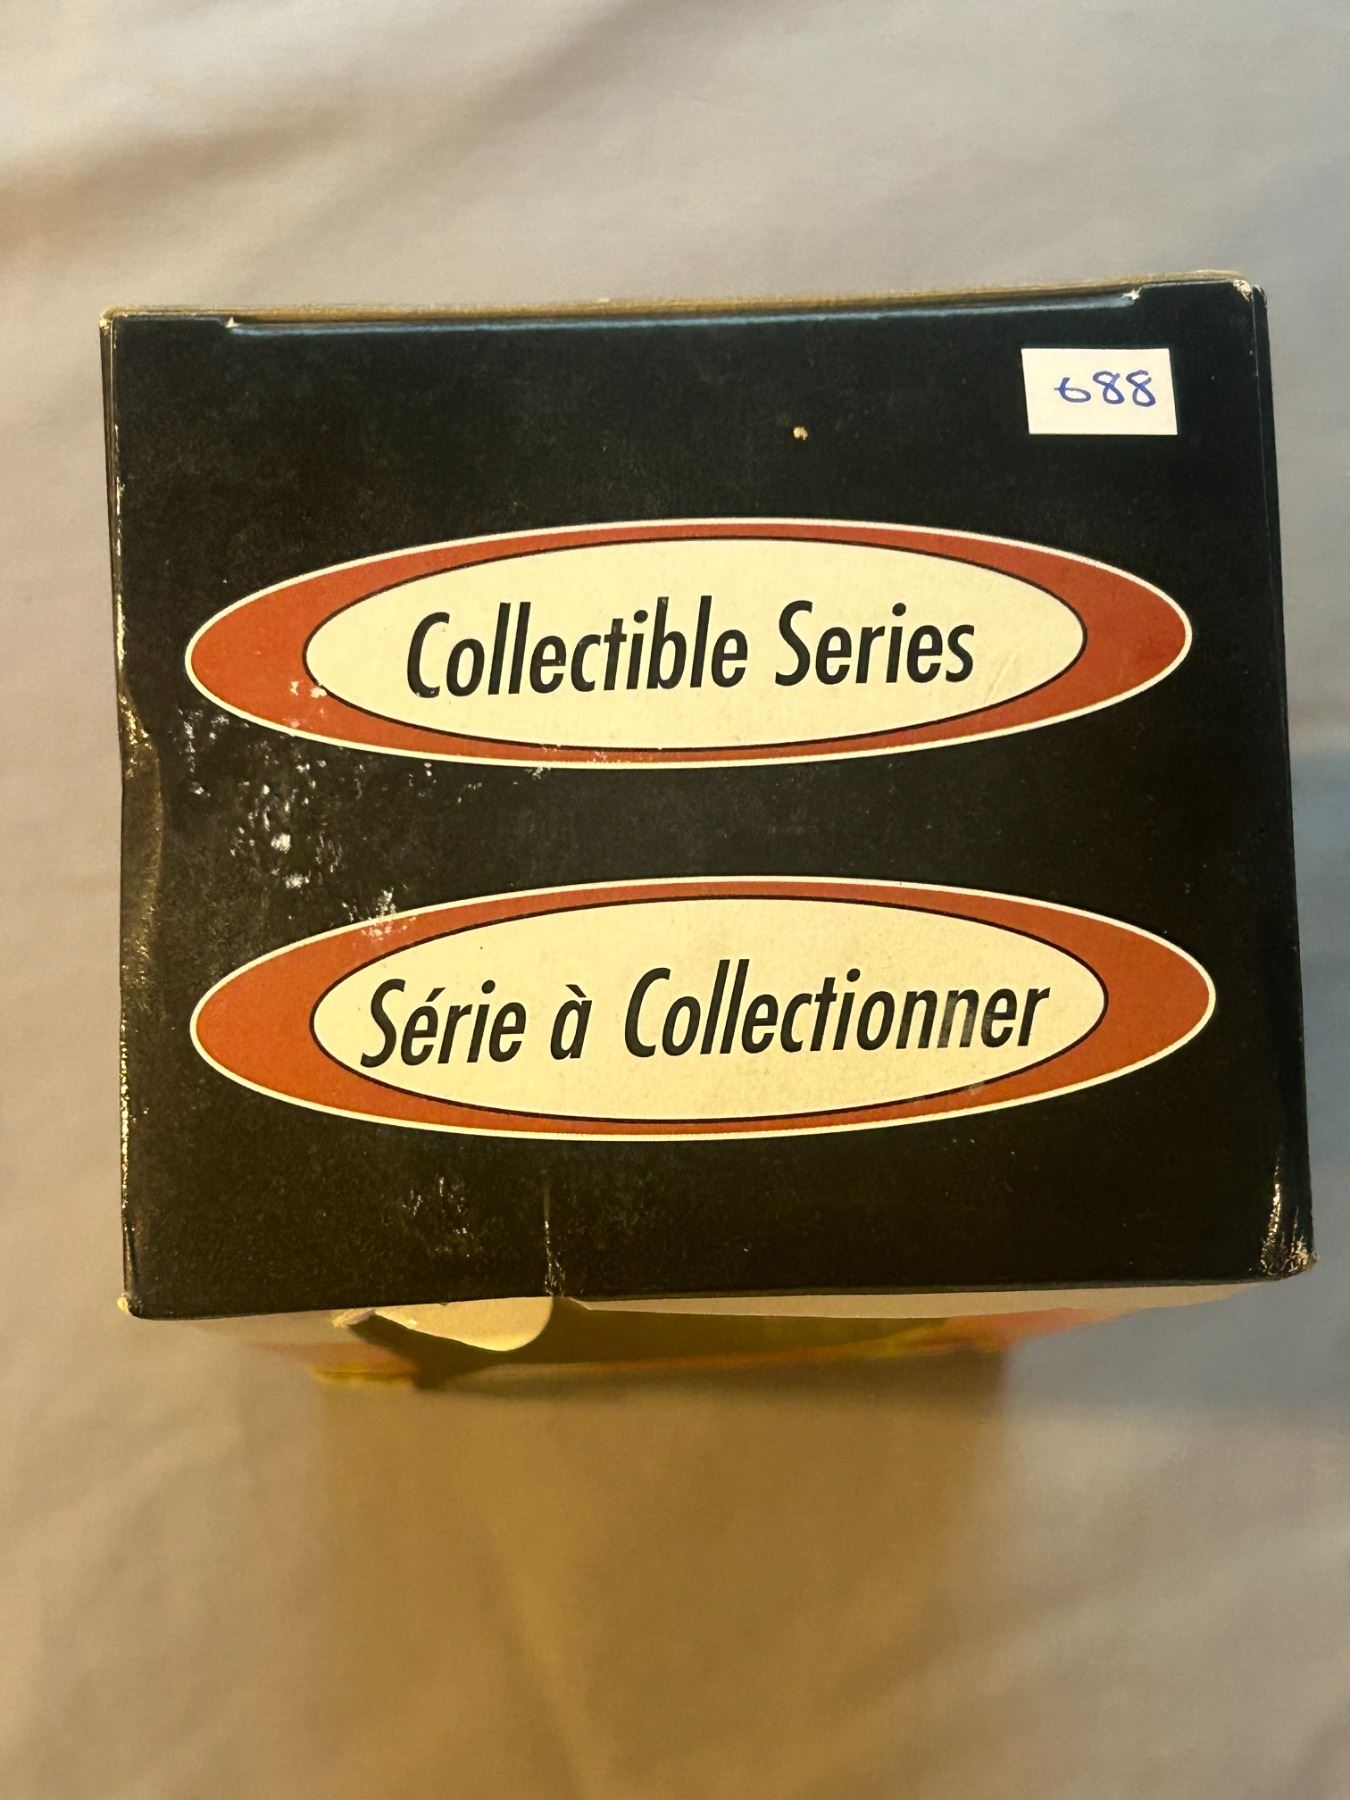 688
Collectible Series
Série à Collectionner